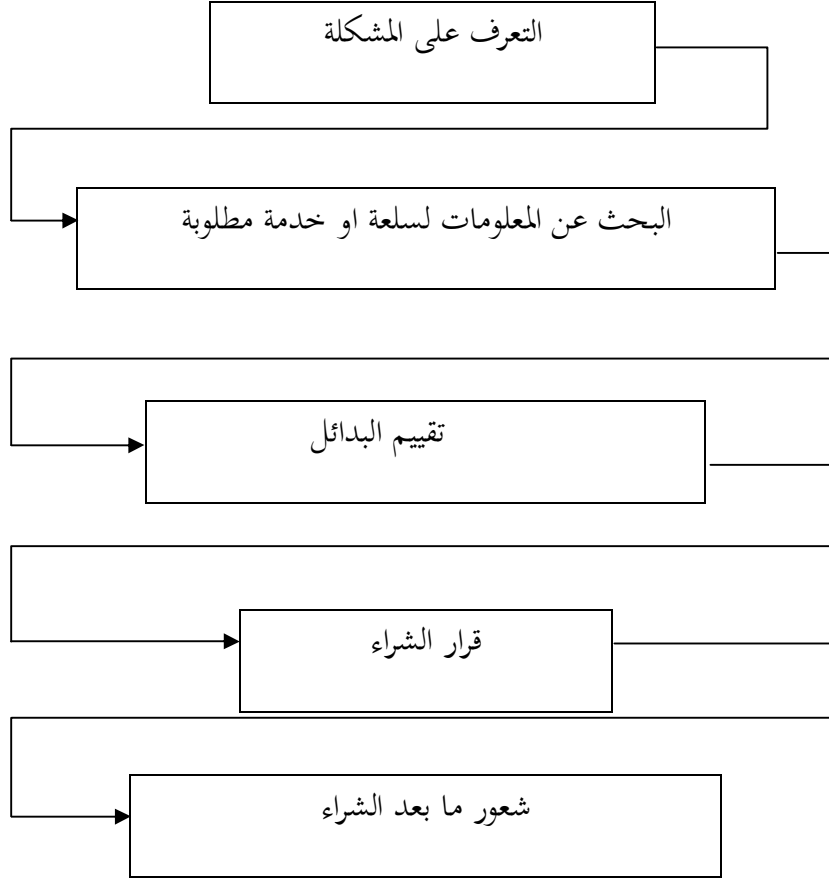 التعرف على المشكلة
البحث عن المعلومات لسلعة او خدمة مطلوبة
تقييم البدائل
قرار الشراء
شعور ما بعد الشراء